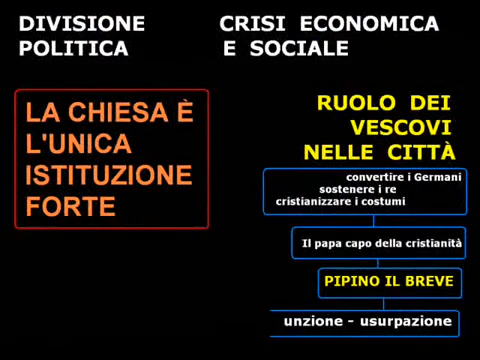 DIVISIONE
POLITICA
CRISI ECONOMICA
E SOCIALE
LA CHIESA È
L'UNICA
ISTITUZIONE
FORTE
RUOLO DEI
VESCOVI
NELLE CITTÀ
convertire i Germani
sostenere i re
cristianizzare i costumi
Il papa capo della cristianità
PIPINO IL BREVE
unzione - usurpazione